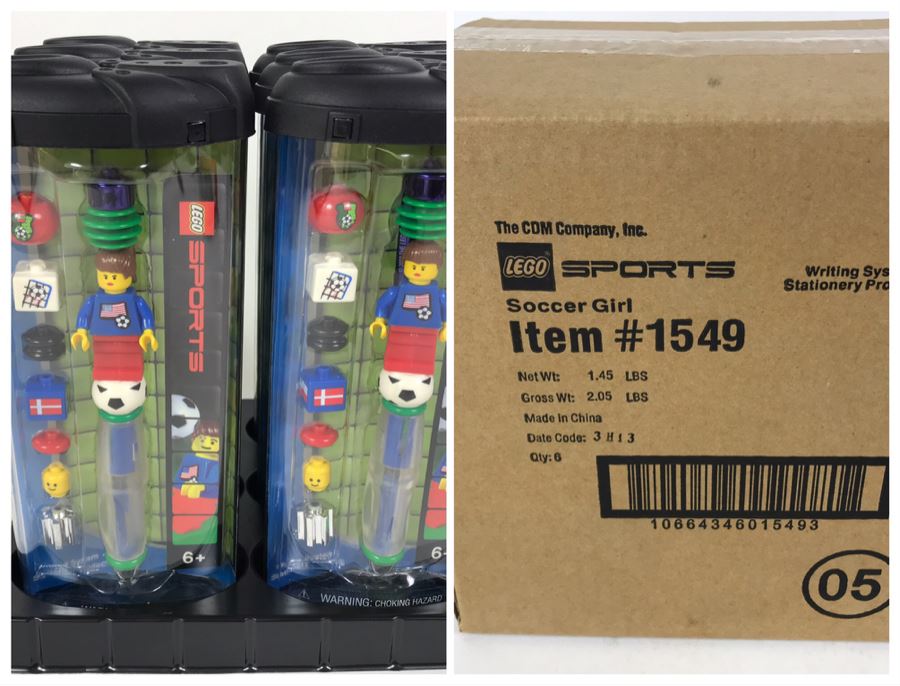 LEGO
SPORTS
6+
6
WARNING: CHOKING HAZARD
The CDM Company, Inc.
LEGO SPORTS
Writing Sys
Stationery Pro
Soccer Girl
Item #1549
Net Wt: 1.45 LBS
Gross Wt: 2.05 LBS
Made in China
Date Code: 3 H 1 3
Qty: 6
10664346015493
05